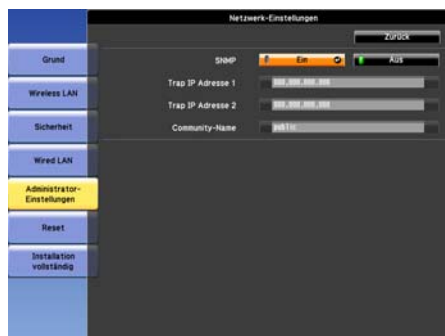 Netzwerk-Einstellungen
Zurück
Grund
Wireless LAN
Sicherheit
Wired LAN
Administrator-
Einstellungen
Reset
Installation
vollständig
SNMP
Ein
Aus
Trap IP Adresse 1
Trap IP Adresse 2
Community-Name
public